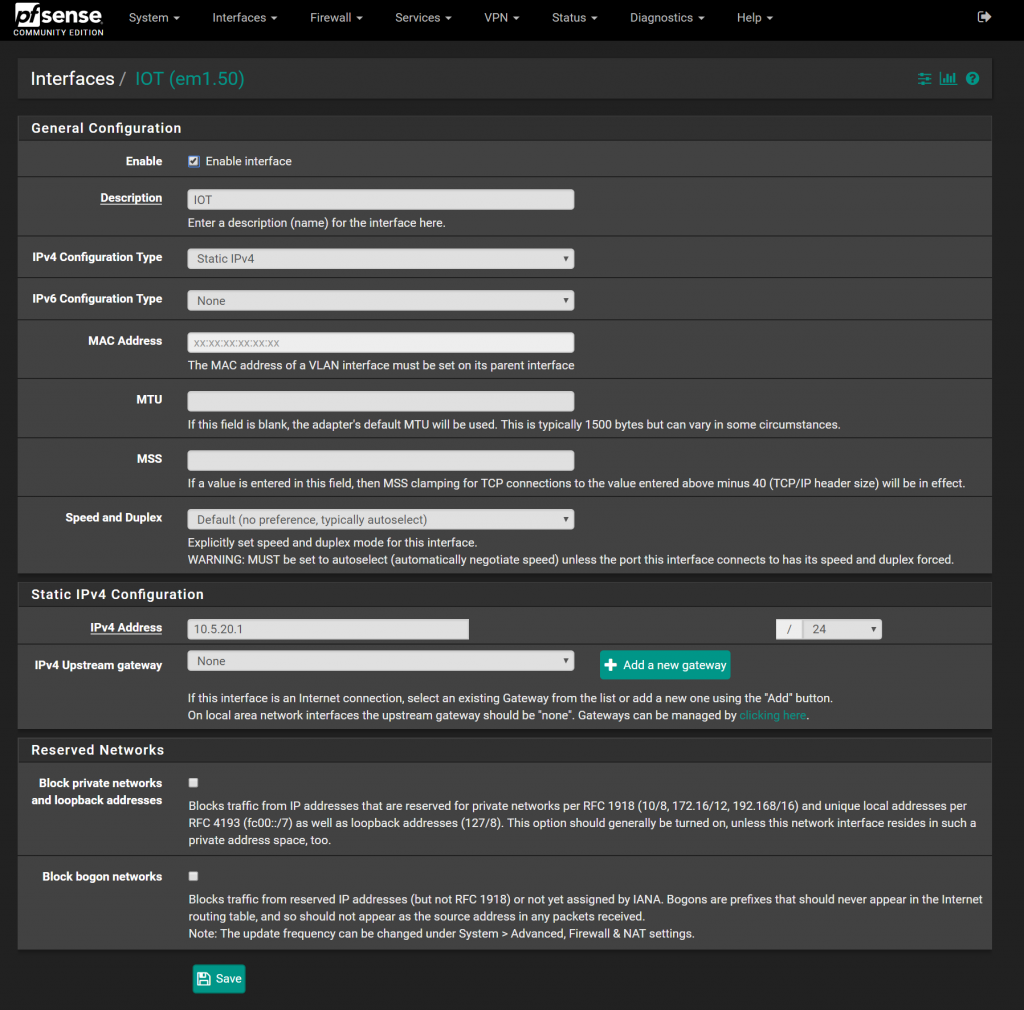 pfsense
COMMUNITY EDITION
System Interfaces Firewall Services VPN Status Diagnostics Help
Interfaces / IOT (em1.50)
General Configuration
Enable Enable interface
Description IOT
Enter a description (name) for the interface here.
IPv4 Configuration Type Static IPv4
IPv6 Configuration Type None
MAC Address xx:xx:xx:xx:xx:xx
The MAC address of a VLAN interface must be set on its parent interface
MTU
If this field is blank, the adapter's default MTU will be used. This is typically 1500 bytes but can vary in some circumstances.
MSS
If a value is entered in this field, then MSS clamping for TCP connections to the value entered above minus 40 (TCP/IP header size) will be in effect.
Speed and Duplex Default (no preference, typically autoselect)
Explicitly set speed and duplex mode for this interface.
WARNING: MUST be set to autoselect (automatically negotiate speed) unless the port this interface connects to has its speed and duplex forced.
Static IPv4 Configuration
IPv4 Address 10.5.20.1 / 24
IPv4 Upstream gateway None Add a new gateway
If this interface is an Internet connection, select an existing Gateway from the list or add a new one using the "Add" button.
On local area network interfaces the upstream gateway should be "none". Gateways can be managed by clicking here.
Reserved Networks
Block private networks
and loopback addresses
Blocks traffic from IP addresses that are reserved for private networks per RFC 1918 (10/8, 172.16/12, 192.168/16) and unique local addresses per
RFC 4193 (fc00::/7) as well as loopback addresses (127/8). This option should generally be turned on, unless this network interface resides in such a
private address space, too.
Block bogon networks
Blocks traffic from reserved IP addresses (but not RFC 1918) or not yet assigned by IANA. Bogons are prefixes that should never appear in the Internet
routing table, and so should not appear as the source address in any packets received.
Note: The update frequency can be changed under System > Advanced, Firewall & NAT settings.
Save